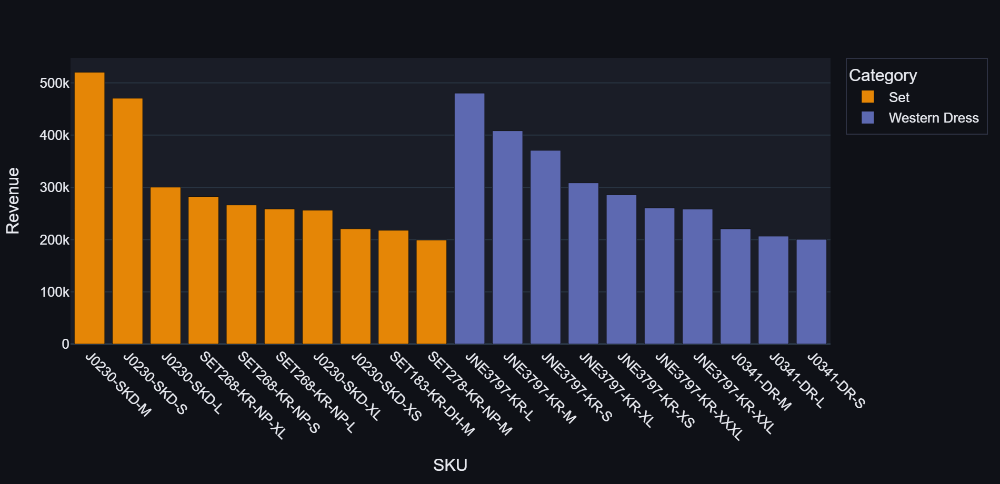 Revenue
500k
400k
300k
200k
100k
0
J0230-SKD-M
J0230-SKD-S
J0230-SKD-L
SET268-KR-NP-XL
SET268-KR-NP-S
SET268-KR-NP-L
J0230-SKD-XL
J0230-SKD-XS
SET183-KR-DH-M
SET278-KR-NP-M
JNE3797-KR-L
JNE3797-KR-M
JNE3797-KR-S
JNE3797-KR-XL
JNE3797-KR-XS
JNE3797-KR-XXXL
JNE3797-KR-XXL
J0341-DR-M
J0341-DR-L
J0341-DR-S
SKU
Category
Set
Western Dress